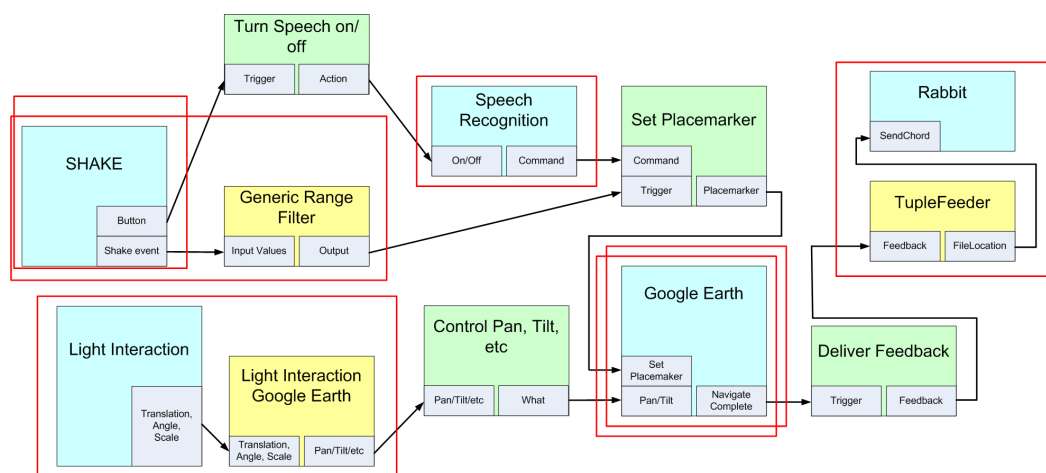 Turn Speech on/
off
Trigger
Action
Speech
Recognition
On/Off
Command
Set Placemarker
Command
Trigger
Placemarker
Rabbit
SendChord
SHAKE
Button
Shake event
Generic Range
Filter
Input Values
Output
TupleFeeder
Feedback
FileLocation
Light Interaction
Translation,
Angle,
Scale
Light Interaction
Google Earth
Translation,
Angle, Scale
Pan/Tilt/etc
Control Pan, Tilt,
etc
Pan/Tilt/etc
What
Google Earth
Set
Placemaker
Pan/Tilt
Navigate
Complete
Deliver Feedback
Trigger
Feedback